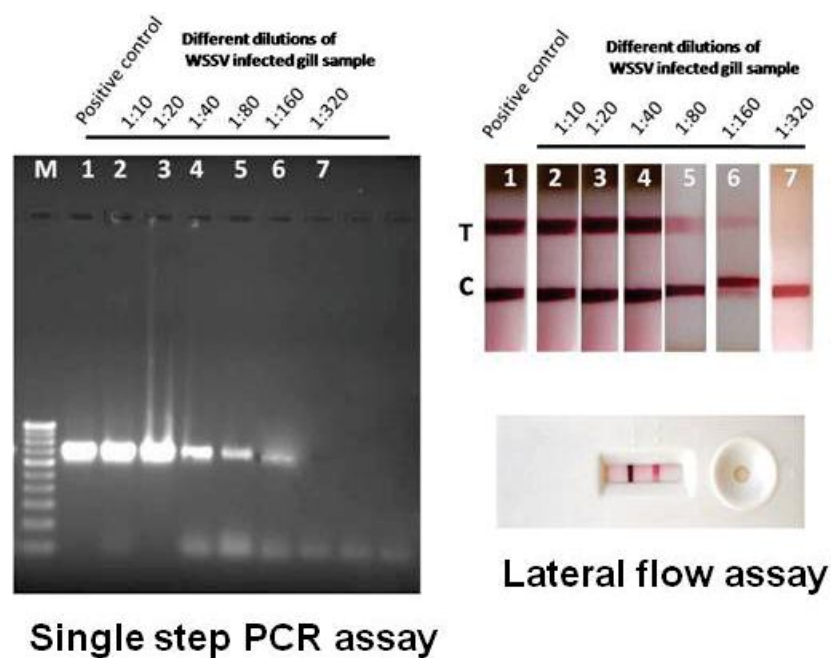 Positive control
Different dilutions of
WSSV infected gill sample
1:10
1:20
1:40
1:80
1:160
1:320
M 1 2 3 4 5 6 7
Single step PCR assay
Positive control
Different dilutions of
WSSV infected gill sample
1:10
1:20
1:40
1:80
1:160
1:320
1 2 3 4 5 6 7
T
C
Lateral flow assay